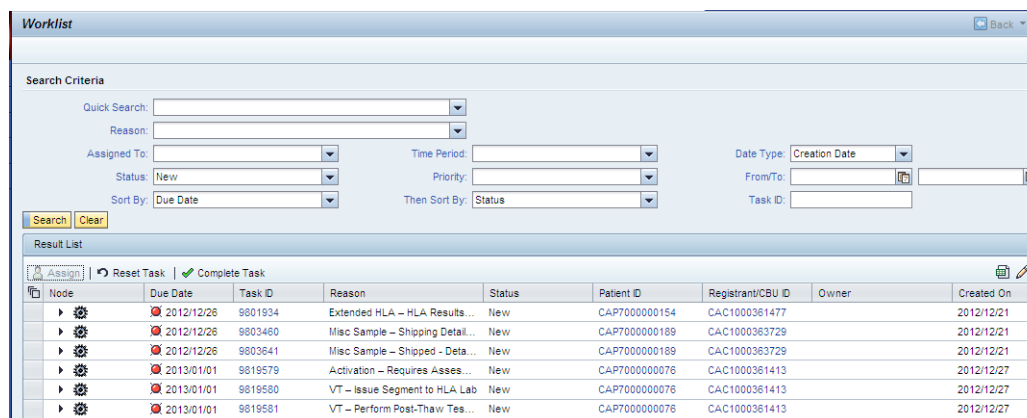 Worklist Back
Search Criteria
Quick Search:
Reason:
Assigned To: Time Period: Date Type: Creation Date
Status: New Priority: From/To:
Sort By: Due Date Then Sort By: Status Task ID:
Search Clear
Result List
Assign | Reset Task | Complete Task
Node Due Date Task ID Reason Status Patient ID Registrant/CBU ID Owner Created On
2012/12/26 9801934 Extended HLA – HLA Results... New CAP7000000154 CAC1000361477 2012/12/21
2012/12/26 9803460 Misc Sample – Shipping Detail... New CAP7000000189 CAC1000363729 2012/12/21
2012/12/26 9803641 Misc Sample – Shipped - Deta... New CAP7000000189 CAC1000363729 2012/12/21
2013/01/01 9819579 Activation – Requires Asses... New CAP7000000076 CAC1000361413 2012/12/27
2013/01/01 9819580 VT – Issue Segment to HLA Lab New CAP7000000076 CAC1000361413 2012/12/27
2013/01/01 9819581 VT – Perform Post-Thaw Tes... New CAP7000000076 CAC1000361413 2012/12/27